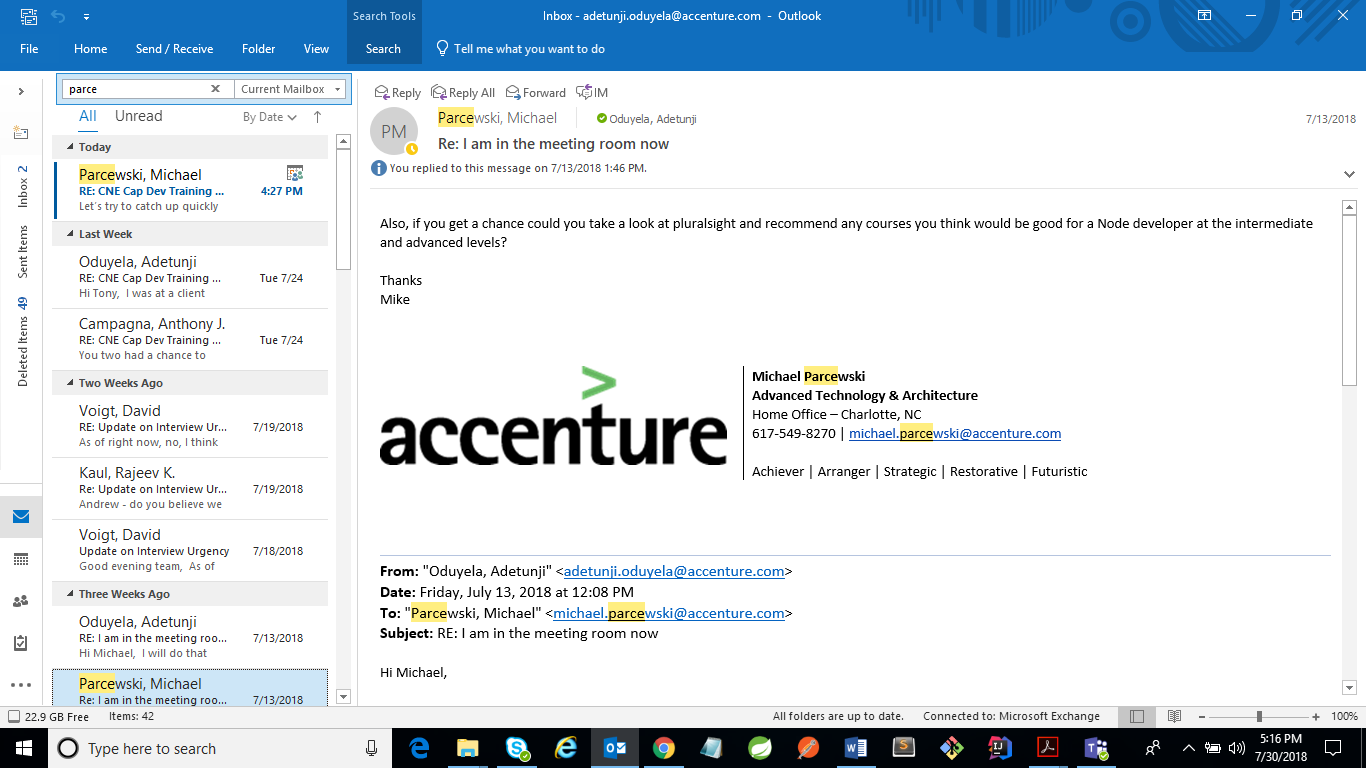 Search Tools
Inbox - adetunji.oduyela@accenture.com - Outlook
File Home Send / Receive Folder View Search Tell me what you want to do
parce Current Mailbox
All Unread By Date
Today
Parcewski, Michael
RE: CNE Cap Dev Training ... 4:27 PM
Let's try to catch up quickly
Last Week
Oduyela, Adetunji
RE: CNE Cap Dev Training ... Tue 7/24
Hi Tony, I was at a client
Campagna, Anthony J.
RE: CNE Cap Dev Training ... Tue 7/24
You two had a chance to
Two Weeks Ago
Voigt, David
RE: Update on Interview Ur... 7/19/2018
As of right now, no, I think
Kaul, Rajeev K.
Re: Update on Interview Ur... 7/19/2018
Andrew - do you believe we
Voigt, David
Update on Interview Urgency 7/18/2018
Good evening team, As of
Three Weeks Ago
Oduyela, Adetunji
RE: I am in the meeting roo... 7/13/2018
Hi Michael, I will do that
Parcewski, Michael
Re: I am in the meeting roo... 7/13/2018
Inbox 2
Sent Items
Deleted Items 49
Reply Reply All Forward IM
PM
Parcewski, Michael Oduyela, Adetunji 7/13/2018
Re: I am in the meeting room now
You replied to this message on 7/13/2018 1:46 PM.
Also, if you get a chance could you take a look at pluralsight and recommend any courses you think would be good for a Node developer at the intermediate
and advanced levels?
Thanks
Mike
accenture
Michael Parcewski
Advanced Technology & Architecture
Home Office – Charlotte, NC
617-549-8270 | michael.parcewski@accenture.com
Achiever | Arranger | Strategic | Restorative | Futuristic
From: "Oduyela, Adetunji" <adetunji.oduyela@accenture.com>
Date: Friday, July 13, 2018 at 12:08 PM
To: "Parcewski, Michael" <michael.parcewski@accenture.com>
Subject: RE: I am in the meeting room now
Hi Michael,
22.9 GB Free Items: 42 All folders are up to date. Connected to: Microsoft Exchange 100%
Type here to search
5:16 PM
7/30/2018